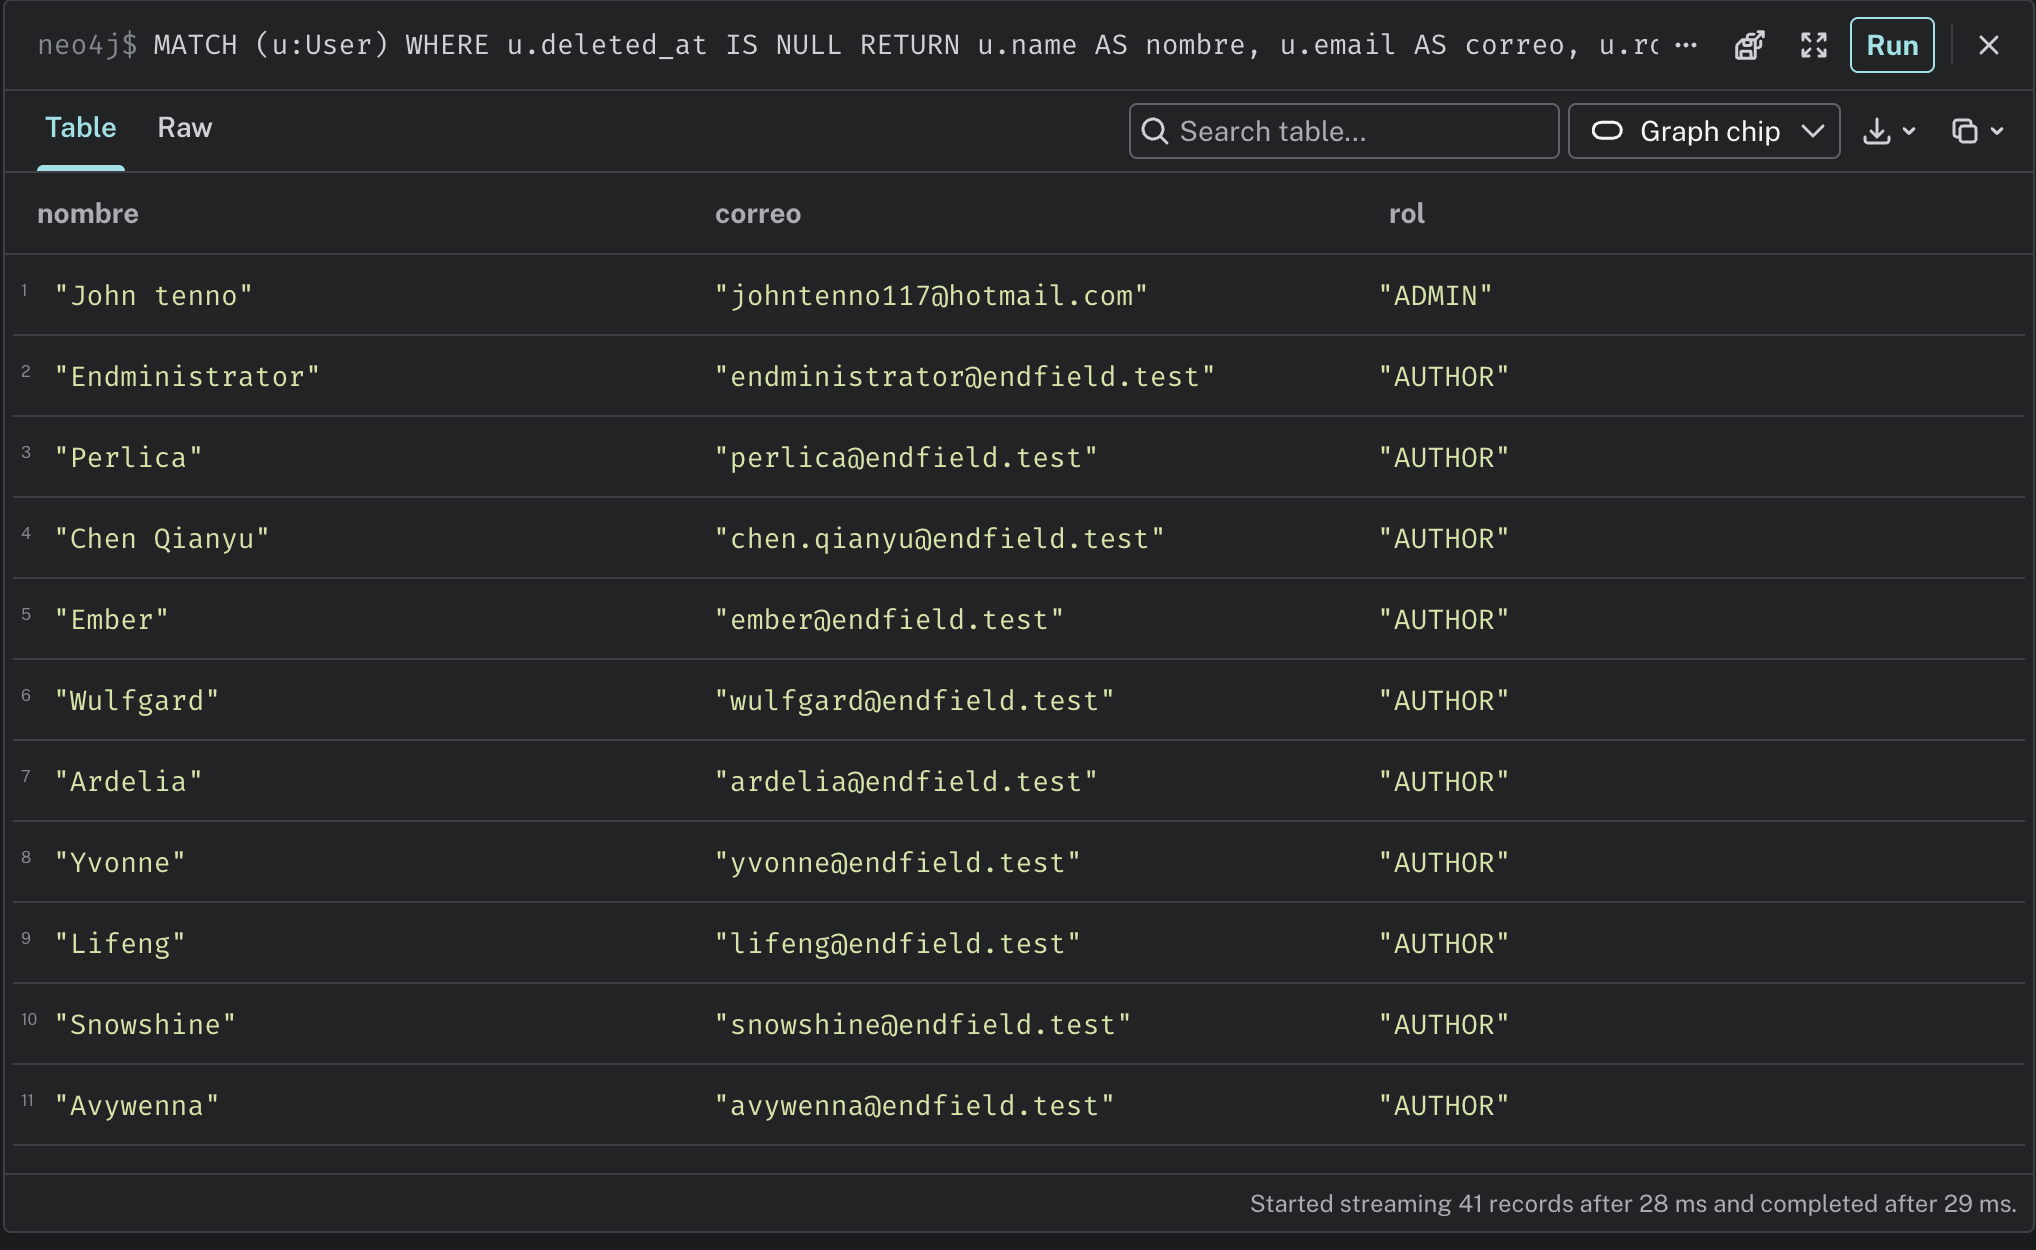 neo4j$ MATCH (u:User) WHERE u.deleted_at IS NULL RETURN u.name AS nombre, u.email AS correo, u.ro ··· Run
Table Raw Search table... Graph chip
nombre correo rol
1 "John tenno" "johntenno117@hotmail.com" "ADMIN"
2 "Endministrator" "endministrator@endfield.test" "AUTHOR"
3 "Perlica" "perlica@endfield.test" "AUTHOR"
4 "Chen Qianyu" "chen.qianyu@endfield.test" "AUTHOR"
5 "Ember" "ember@endfield.test" "AUTHOR"
6 "Wulfgard" "wulfgard@endfield.test" "AUTHOR"
7 "Ardelia" "ardelia@endfield.test" "AUTHOR"
8 "Yvonne" "yvonne@endfield.test" "AUTHOR"
9 "Lifeng" "lifeng@endfield.test" "AUTHOR"
10 "Snowshine" "snowshine@endfield.test" "AUTHOR"
11 "Avywenna" "avywenna@endfield.test" "AUTHOR"
Started streaming 41 records after 28 ms and completed after 29 ms.